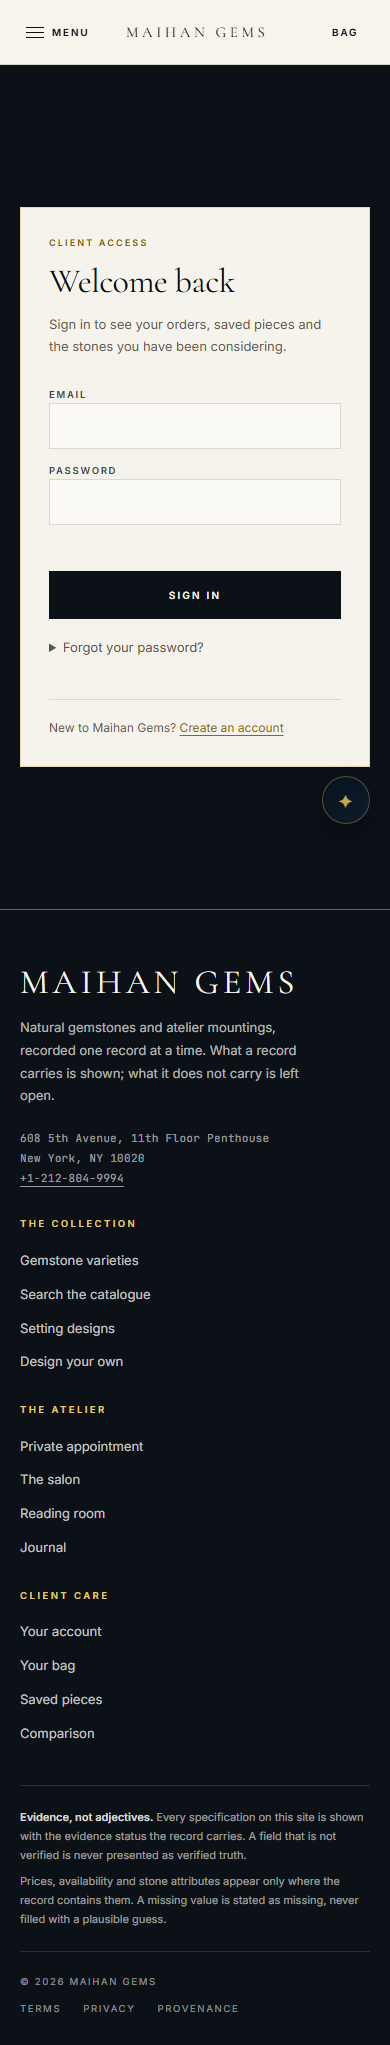 MENU
MAIHAN GEMS
BAG
CLIENT ACCESS
Welcome back
Sign in to see your orders, saved pieces and
the stones you have been considering.
EMAIL
PASSWORD
SIGN IN
Forgot your password?
New to Maihan Gems? Create an account
MAIHAN GEMS
Natural gemstones and atelier mountings,
recorded one record at a time. What a record
carries is shown; what it does not carry is left
open.
608 5th Avenue, 11th Floor Penthouse
New York, NY 10020
+1-212-804-9994
THE COLLECTION
Gemstone varieties
Search the catalogue
Setting designs
Design your own
THE ATELIER
Private appointment
The salon
Reading room
Journal
CLIENT CARE
Your account
Your bag
Saved pieces
Comparison
Evidence, not adjectives. Every specification on this site is shown
with the evidence status the record carries. A field that is not
verified is never presented as verified truth.
Prices, availability and stone attributes appear only where the
record contains them. A missing value is stated as missing, never
filled with a plausible guess.
© 2026 MAIHAN GEMS
TERMS PRIVACY PROVENANCE